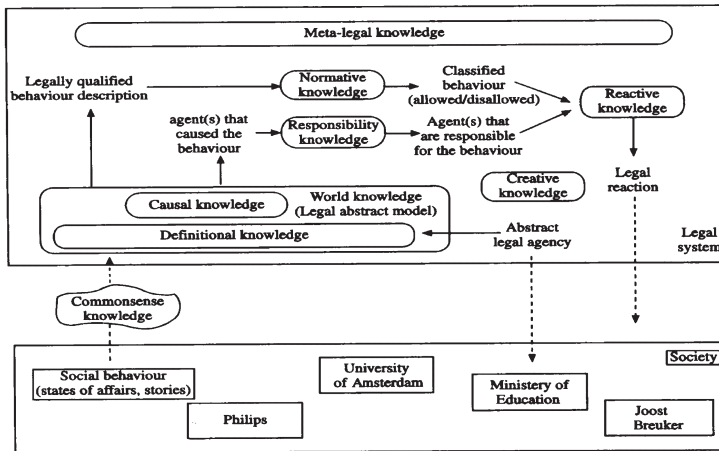 Meta-legal knowledge
Legally qualified
behaviour description
Normative
knowledge
Classified
behaviour
(allowed/disallowed)
Reactive
knowledge
agent(s) that
caused the
behaviour
Responsibility
knowledge
Agent(s) that
are responsible
for the behaviour
Causal knowledge
World knowledge
(Legal abstract model)
Definitional knowledge
Creative
knowledge
Legal
reaction
Abstract
legal agency
Legal
system
Commonsense
knowledge
Society
Social behaviour
(states of affairs, stories)
University
of Amsterdam
Ministery of
Education
Philips
Joost
Breuker